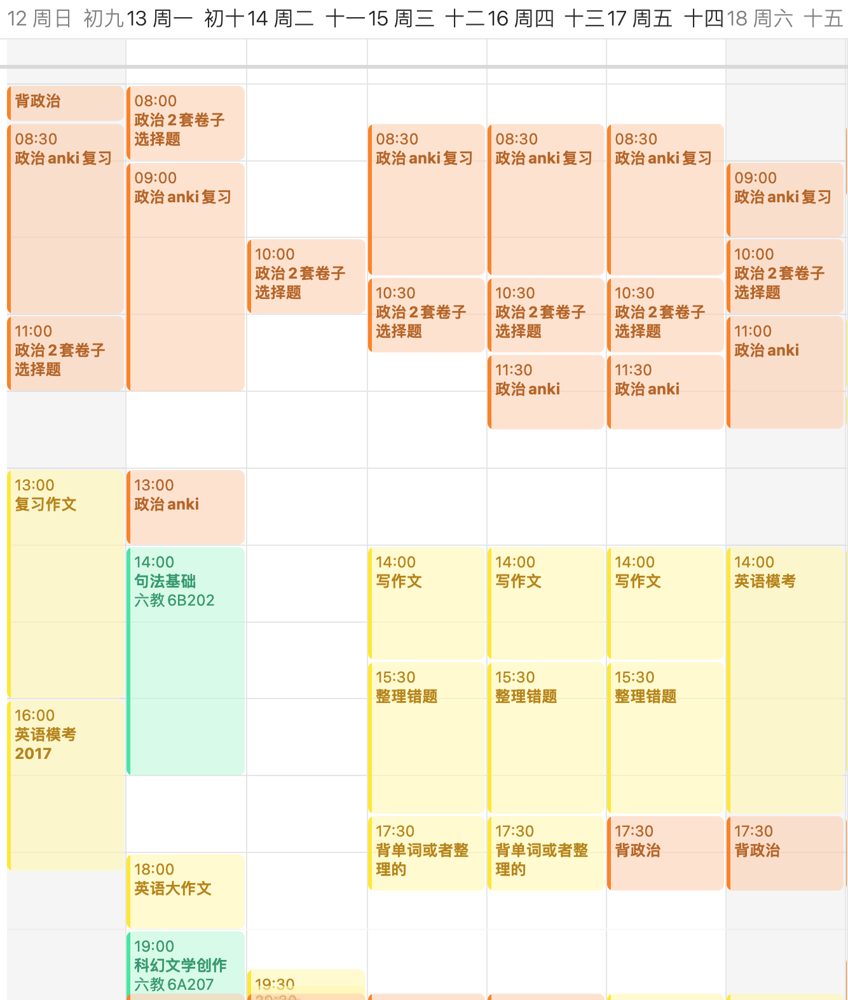 12 周日 初九
13 周一 初十
14 周二 十一
15 周三 十二
16 周四 十三
17 周五 十四
18 周六 十五
背政治
08:30
政治 anki 复习
11:00
政治 2 套卷子
选择题
13:00
复习作文
16:00
英语模考
2017
08:00
政治 2 套卷子
选择题
09:00
政治 anki 复习
13:00
政治 anki
14:00
句法基础
六教 6B202
18:00
英语大作文
19:00
科幻文学创作
六教 6A207
10:00
政治 2 套卷子
选择题
19:30
20:30
08:30
政治 anki 复习
10:30
政治 2 套卷子
选择题
14:00
写作文
15:30
整理错题
17:30
背单词或者整
理的
08:30
政治 anki 复习
10:30
政治 2 套卷子
选择题
11:30
政治 anki
14:00
写作文
15:30
整理错题
17:30
背单词或者整
理的
08:30
政治 anki 复习
10:30
政治 2 套卷子
选择题
11:30
政治 anki
14:00
写作文
15:30
整理错题
17:30
背政治
09:00
政治 anki 复习
10:00
政治 2 套卷子
选择题
11:00
政治 anki
14:00
英语模考
17:30
背政治